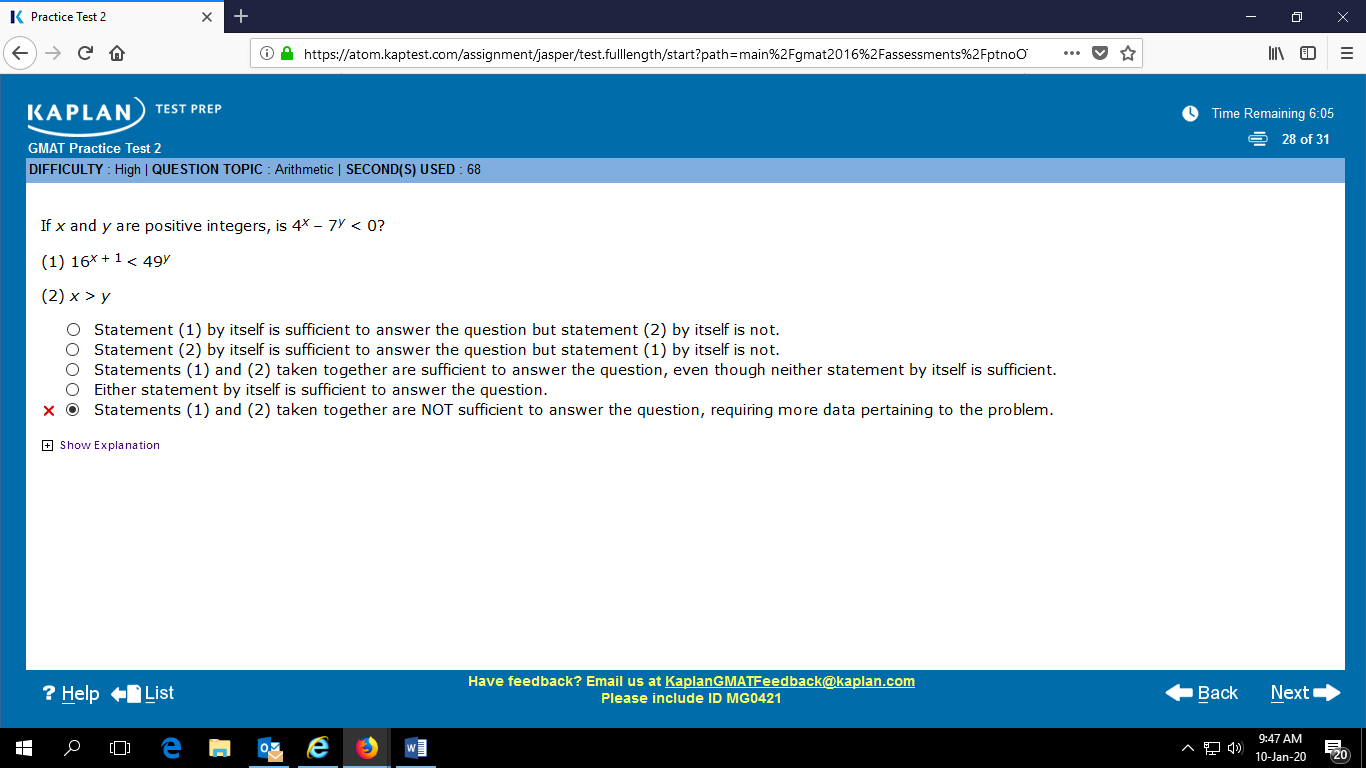 Practice Test 2
https://atom.kaptest.com/assignment/jasper/test.fulllength/start?path=main%2Fgmat2016%2Fassessments%2FptnoO
KAPLAN TEST PREP
Time Remaining 6:05
28 of 31
GMAT Practice Test 2
DIFFICULTY : High | QUESTION TOPIC : Arithmetic | SECOND(S) USED : 68
If x and y are positive integers, is 4ˣ – 7ʸ < 0?
(1) 16ˣ ⁺ ¹ < 49ʸ
(2) x > y
Statement (1) by itself is sufficient to answer the question but statement (2) by itself is not.
Statement (2) by itself is sufficient to answer the question but statement (1) by itself is not.
Statements (1) and (2) taken together are sufficient to answer the question, even though neither statement by itself is sufficient.
Either statement by itself is sufficient to answer the question.
Statements (1) and (2) taken together are NOT sufficient to answer the question, requiring more data pertaining to the problem.
Show Explanation
? Help List
Have feedback? Email us at KaplanGMATFeedback@kaplan.com
Please include ID MG0421
Back Next
9:47 AM
10-Jan-20
20